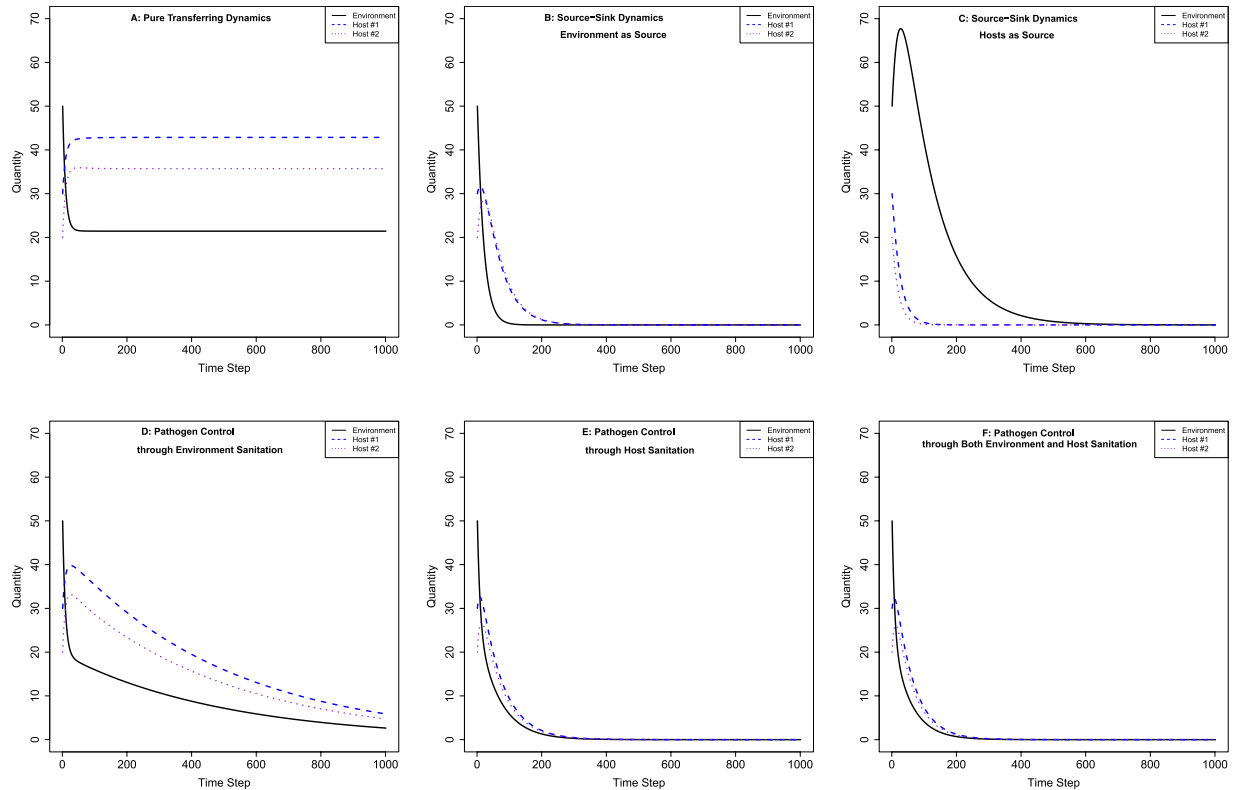 A: Pure Transferring Dynamics
Environment
Host #1
Host #2
70
60
50
40
30
20
10
0
Quantity
0 200 400 600 800 1000
Time Step
B: Source−Sink Dynamics
Environment as Source
Environment
Host #1
Host #2
70
60
50
40
30
20
10
0
Quantity
0 200 400 600 800 1000
Time Step
C: Source−Sink Dynamics
Hosts as Source
Environment
Host #1
Host #2
70
60
50
40
30
20
10
0
Quantity
0 200 400 600 800 1000
Time Step
D: Pathogen Control
through Environment Sanitation
Environment
Host #1
Host #2
70
60
50
40
30
20
10
0
Quantity
0 200 400 600 800 1000
Time Step
E: Pathogen Control
through Host Sanitation
Environment
Host #1
Host #2
70
60
50
40
30
20
10
0
Quantity
0 200 400 600 800 1000
Time Step
F: Pathogen Control
through Both Environment and Host Sanitation
Environment
Host #1
Host #2
70
60
50
40
30
20
10
0
Quantity
0 200 400 600 800 1000
Time Step